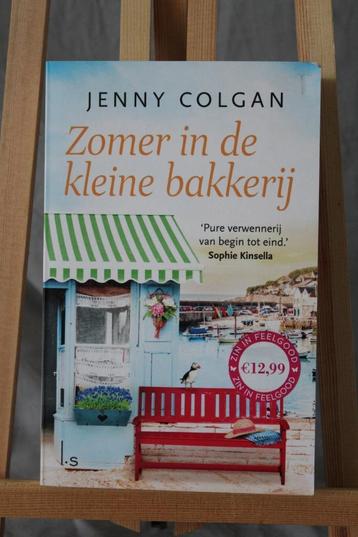 JENNY COLGAN
Zomer in de
kleine bakkerij
‘Pure verwennerij
van begin tot eind.’
Sophie Kinsella
ZIN IN FEELGOOD
€12,99
ZIN IN FEELGOOD
L.S